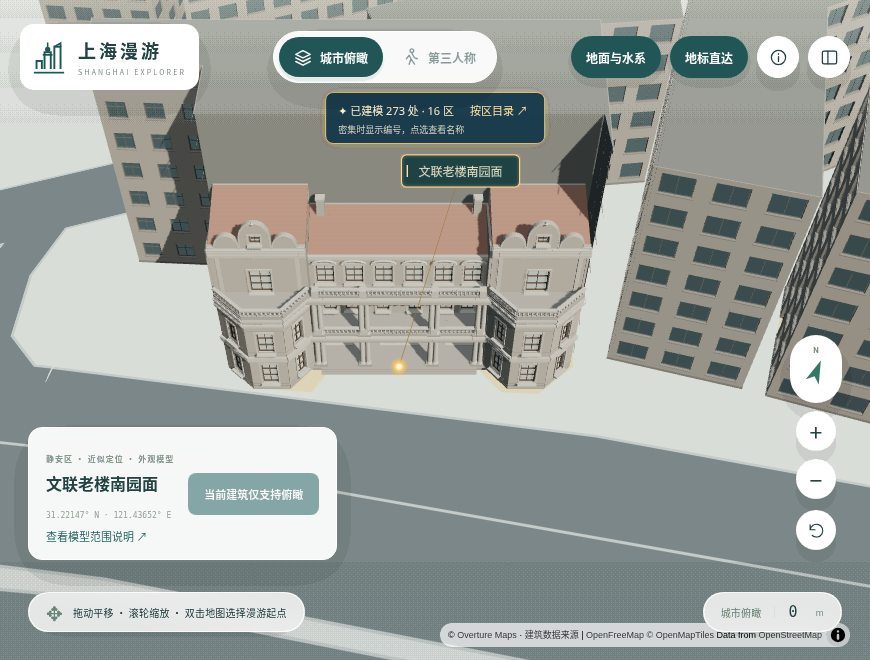 上海漫游
SHANGHAI EXPLORER
城市俯瞰
第三人称
地面与水系
地标直达
✦ 已建模 273 处 · 16 区 按区目录 ↗
密集时显示编号，点选查看名称
文联老楼南园面
N
静安区 · 近似定位 · 外观模型
文联老楼南园面
当前建筑仅支持俯瞰
31.22147° N · 121.43652° E
查看模型范围说明 ↗
拖动平移 · 滚轮缩放 · 双击地图选择漫游起点
城市俯瞰 0 m
© Overture Maps · 建筑数据来源 | OpenFreeMap © OpenMapTiles Data from OpenStreetMap